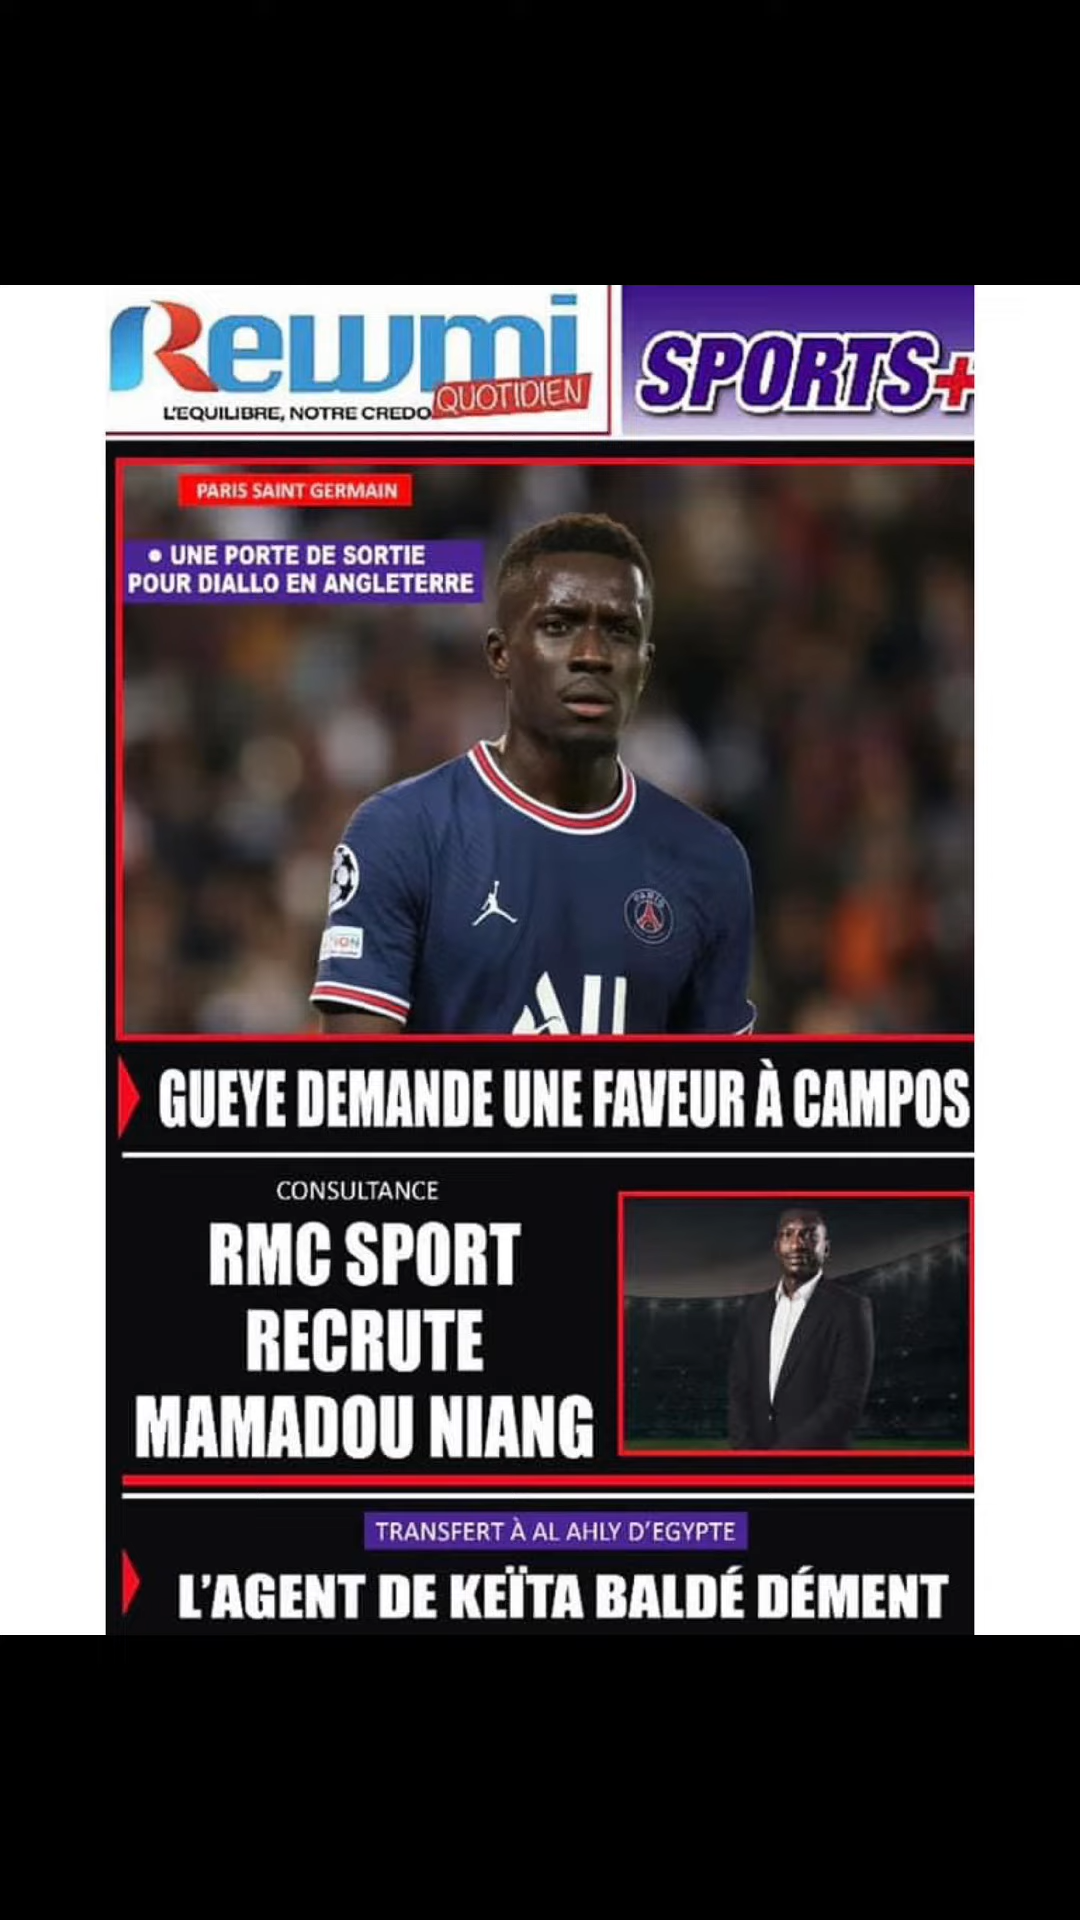 Rewmi
QUOTIDIEN
L'EQUILIBRE, NOTRE CREDO
SPORTS+
PARIS SAINT GERMAIN
● UNE PORTE DE SORTIE
POUR DIALLO EN ANGLETERRE
PARIS
GUEYE DEMANDE UNE FAVEUR À CAMPOS
CONSULTANCE
RMC SPORT
RECRUTE
MAMADOU NIANG
TRANSFERT À AL AHLY D'EGYPTE
L'AGENT DE KEÏTA BALDÉ DÉMENT